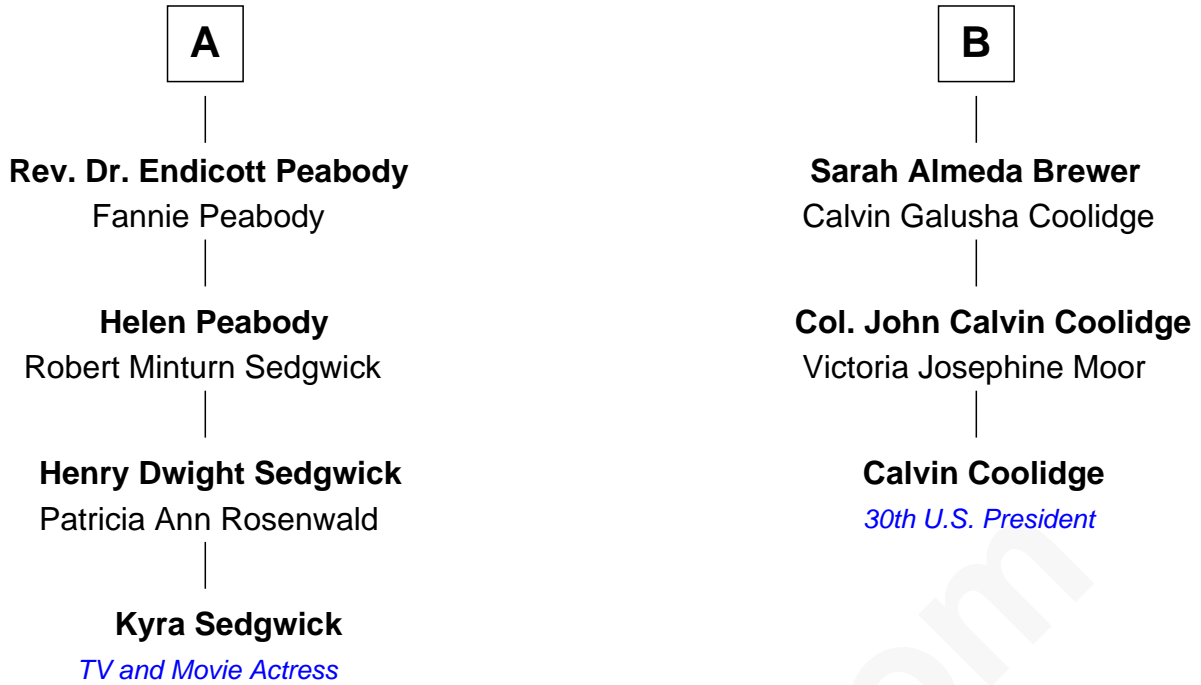 A
Rev. Dr. Endicott Peabody
Fannie Peabody
Helen Peabody
Robert Minturn Sedgwick
Henry Dwight Sedgwick
Patricia Ann Rosenwald
Kyra Sedgwick
TV and Movie Actress
B
Sarah Almeda Brewer
Calvin Galusha Coolidge
Col. John Calvin Coolidge
Victoria Josephine Moor
Calvin Coolidge
30th U.S. President
om